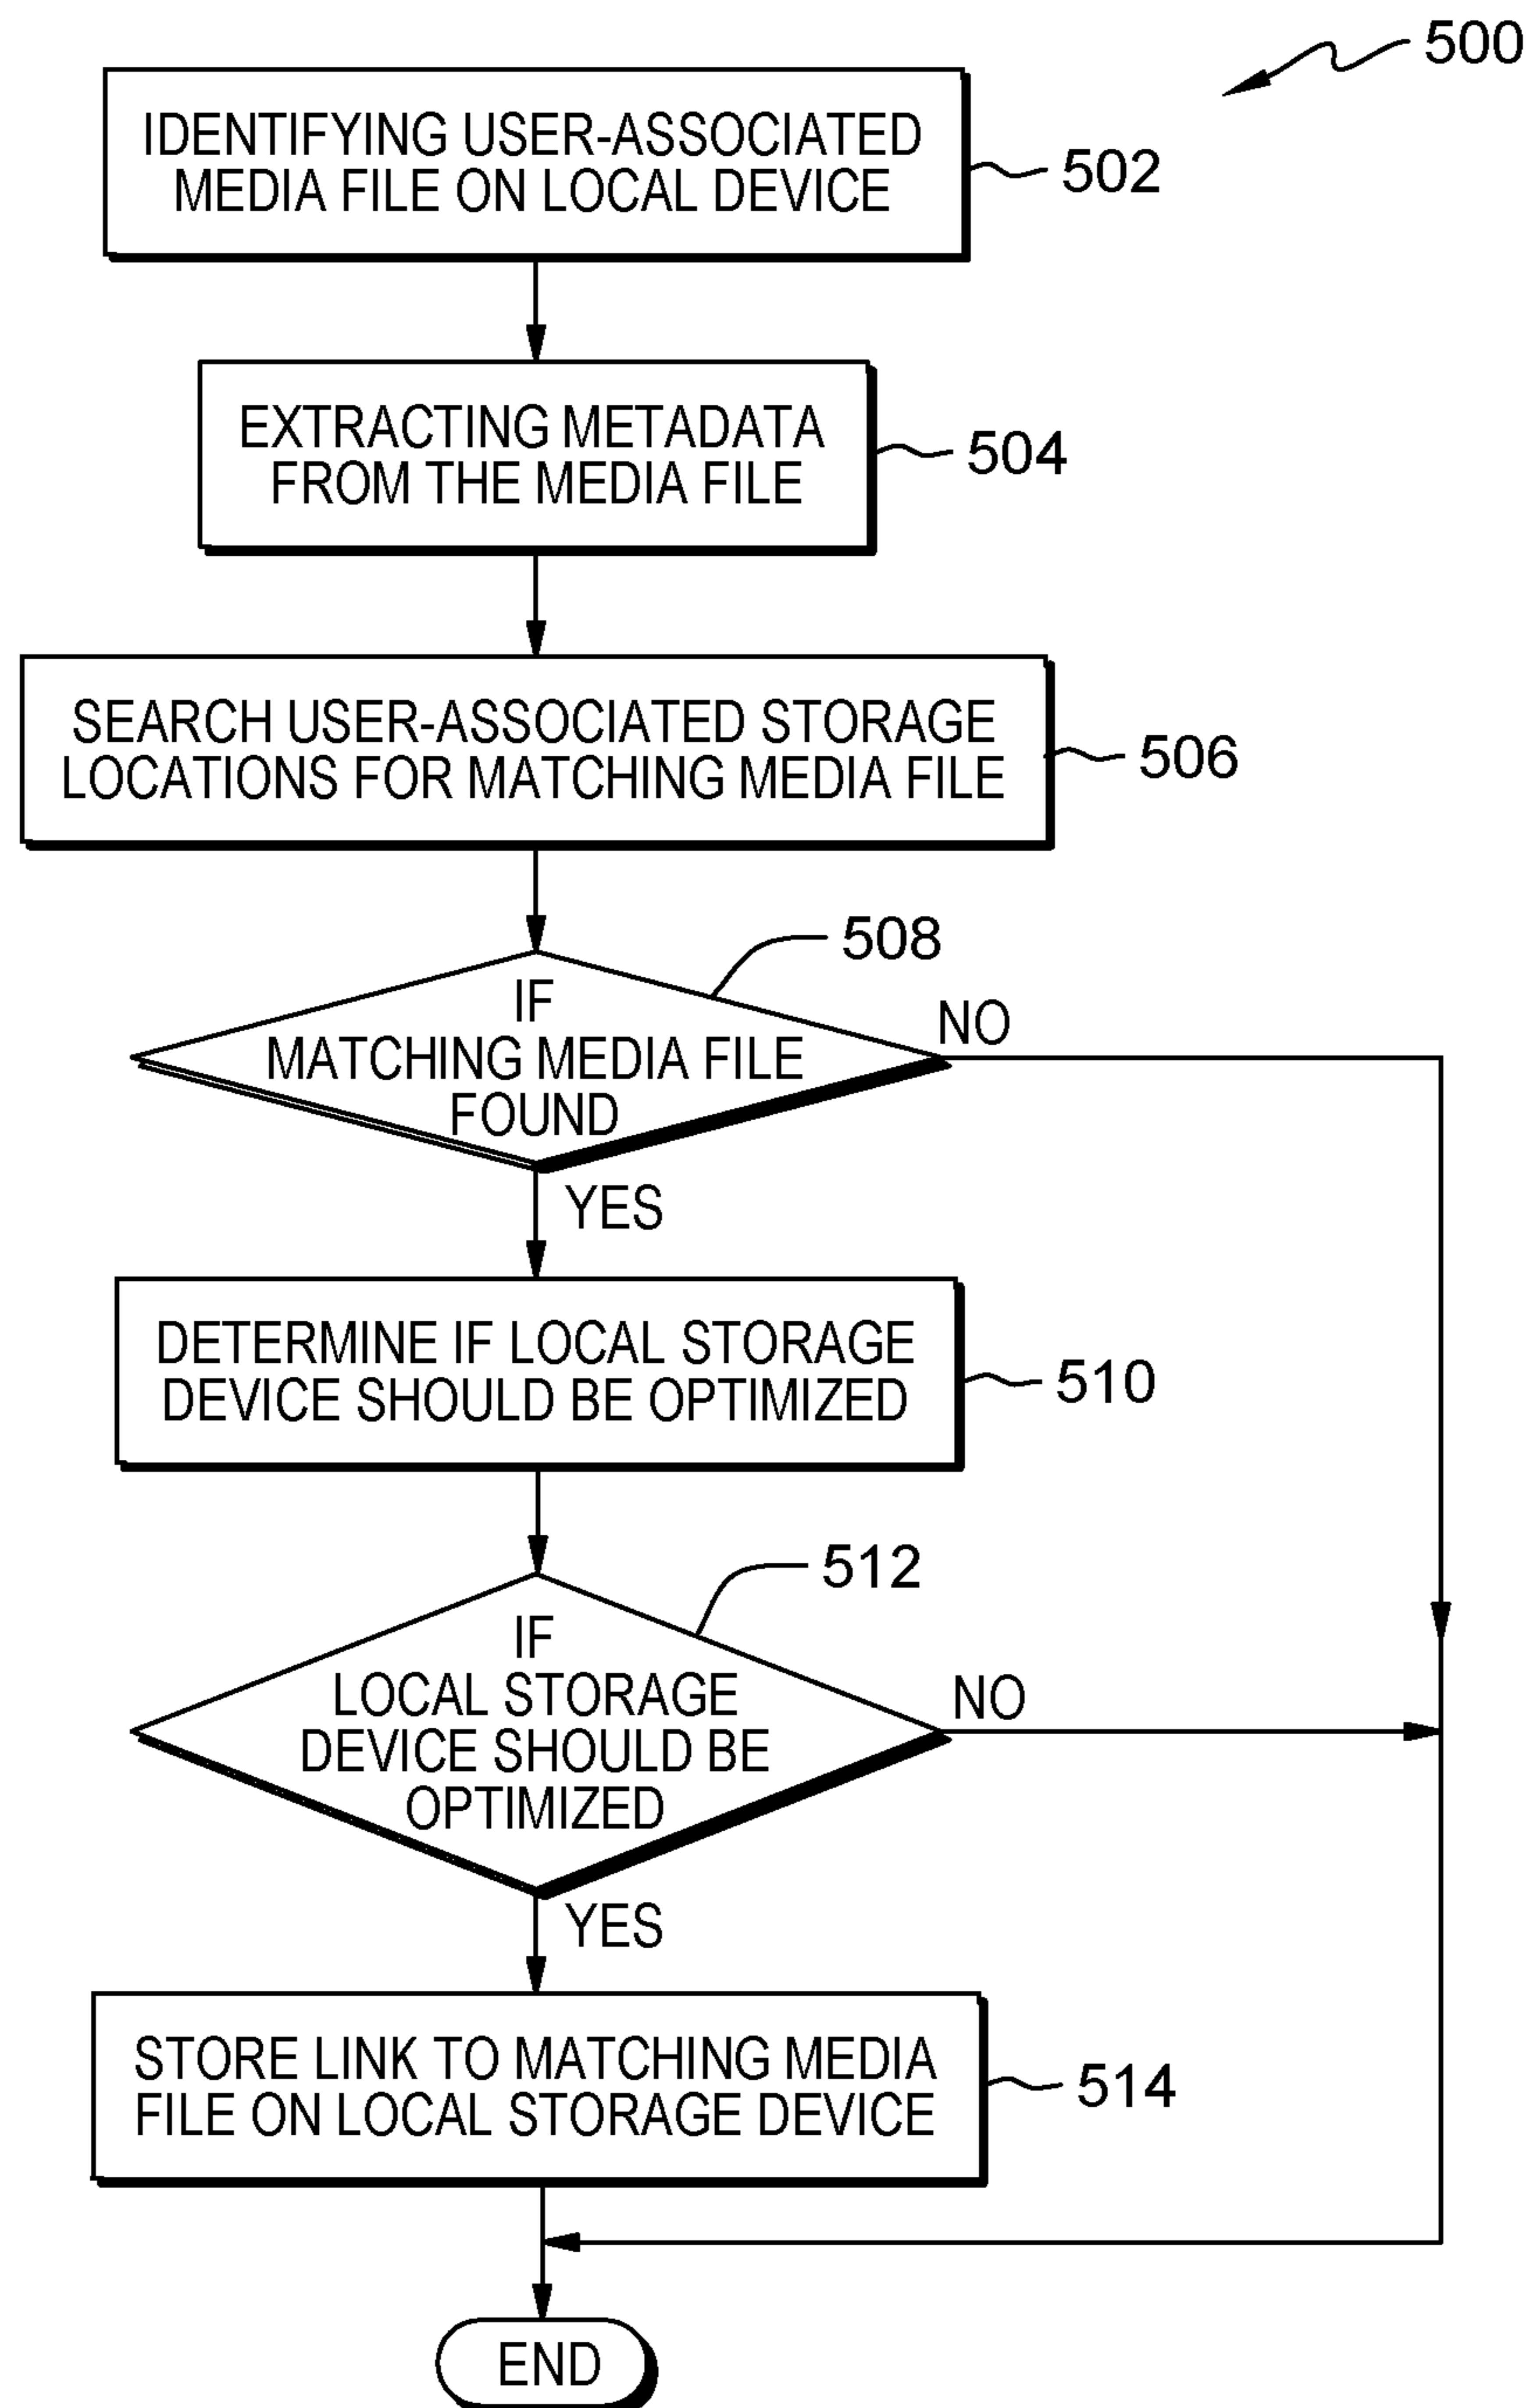 500
IDENTIFYING USER-ASSOCIATED
MEDIA FILE ON LOCAL DEVICE
502
EXTRACTING METADATA
FROM THE MEDIA FILE
504
SEARCH USER-ASSOCIATED STORAGE
LOCATIONS FOR MATCHING MEDIA FILE
506
508
IF
MATCHING MEDIA FILE
FOUND
NO
YES
DETERMINE IF LOCAL STORAGE
DEVICE SHOULD BE OPTIMIZED
510
512
IF
LOCAL STORAGE
DEVICE SHOULD BE
OPTIMIZED
NO
YES
STORE LINK TO MATCHING MEDIA
FILE ON LOCAL STORAGE DEVICE
514
END